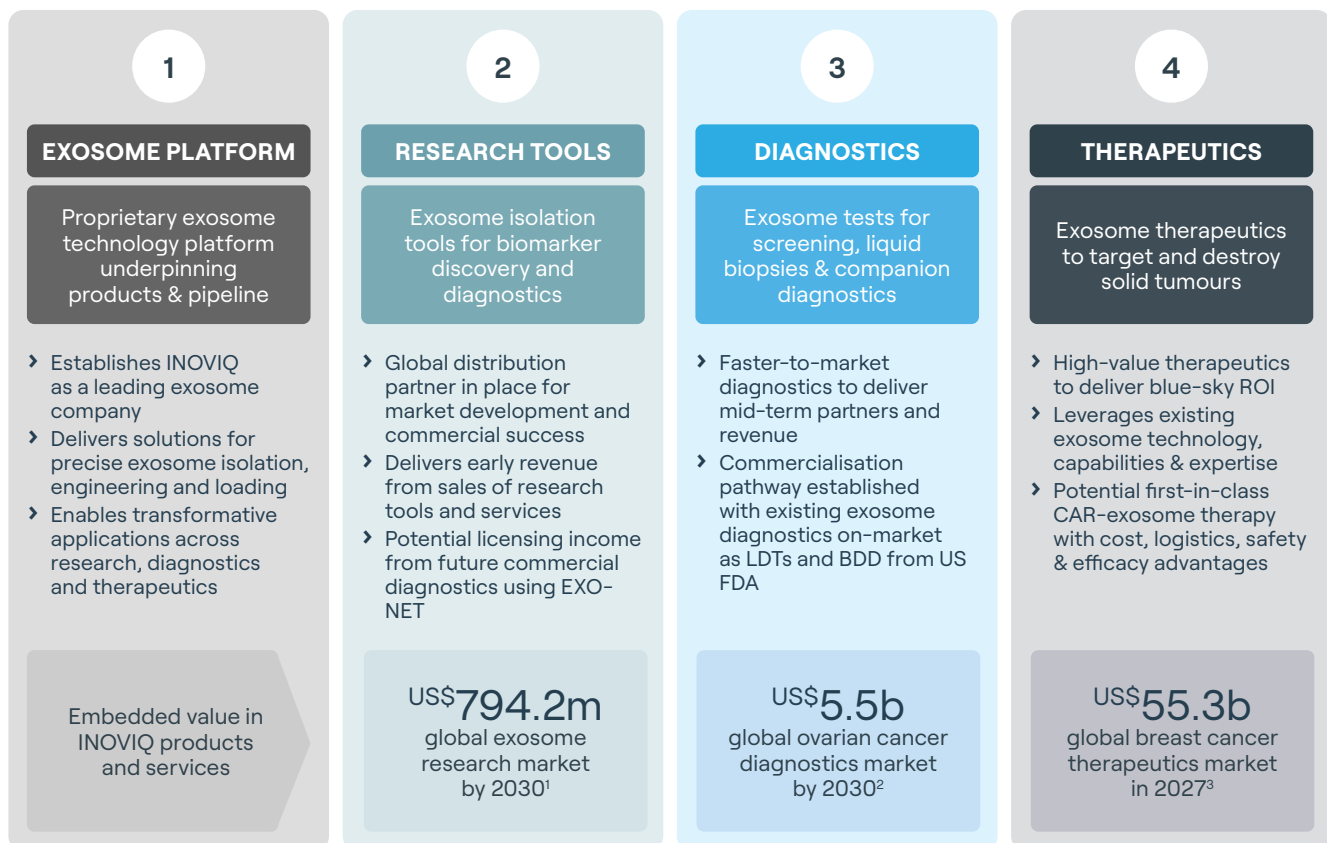 1
EXOSOME PLATFORM
Proprietary exosome
technology platform
underpinning
products & pipeline
› Establishes INOVIQ
as a leading exosome
company
› Delivers solutions for
precise exosome isolation,
engineering and loading
› Enables transformative
applications across
research, diagnostics
and therapeutics
Embedded value in
INOVIQ products
and services
2
RESEARCH TOOLS
Exosome isolation
tools for biomarker
discovery and
diagnostics
› Global distribution
partner in place for
market development and
commercial success
› Delivers early revenue
from sales of research
tools and services
› Potential licensing income
from future commercial
diagnostics using EXO-
NET
US$794.2m
global exosome
research market
by 2030¹
3
DIAGNOSTICS
Exosome tests for
screening, liquid
biopsies & companion
diagnostics
› Faster-to-market
diagnostics to deliver
mid-term partners and
revenue
› Commercialisation
pathway established
with existing exosome
diagnostics on-market
as LDTs and BDD from US
FDA
US$5.5b
global ovarian cancer
diagnostics market
by 2030²
4
THERAPEUTICS
Exosome therapeutics
to target and destroy
solid tumours
› High-value therapeutics
to deliver blue-sky ROI
› Leverages existing
exosome technology,
capabilities & expertise
› Potential first-in-class
CAR-exosome therapy
with cost, logistics, safety
& efficacy advantages
US$55.3b
global breast cancer
therapeutics market
in 2027³